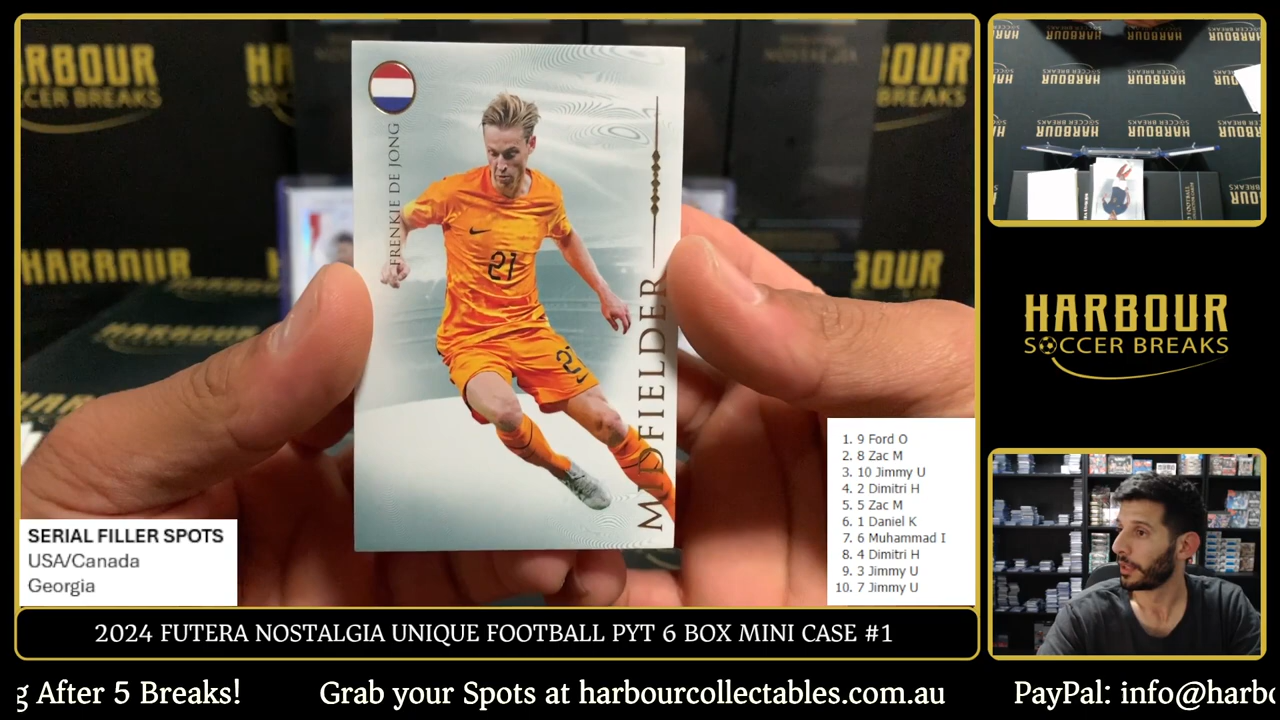 HARBOUR
SOCCER BREAKS
FRENKIE DE JONG
21
21
MIDFIELDER
HARBOUR
SOCCER BREAKS
SERIAL FILLER SPOTS
USA/Canada
Georgia
1. 9 Ford O
2. 8 Zac M
3. 10 Jimmy U
4. 2 Dimitri H
5. 5 Zac M
6. 1 Daniel K
7. 6 Muhammad I
8. 4 Dimitri H
9. 3 Jimmy U
10. 7 Jimmy U
2024 FUTERA NOSTALGIA UNIQUE FOOTBALL PYT 6 BOX MINI CASE #1
g After 5 Breaks!
Grab your Spots at harbourcollectables.com.au
PayPal: info@harbo